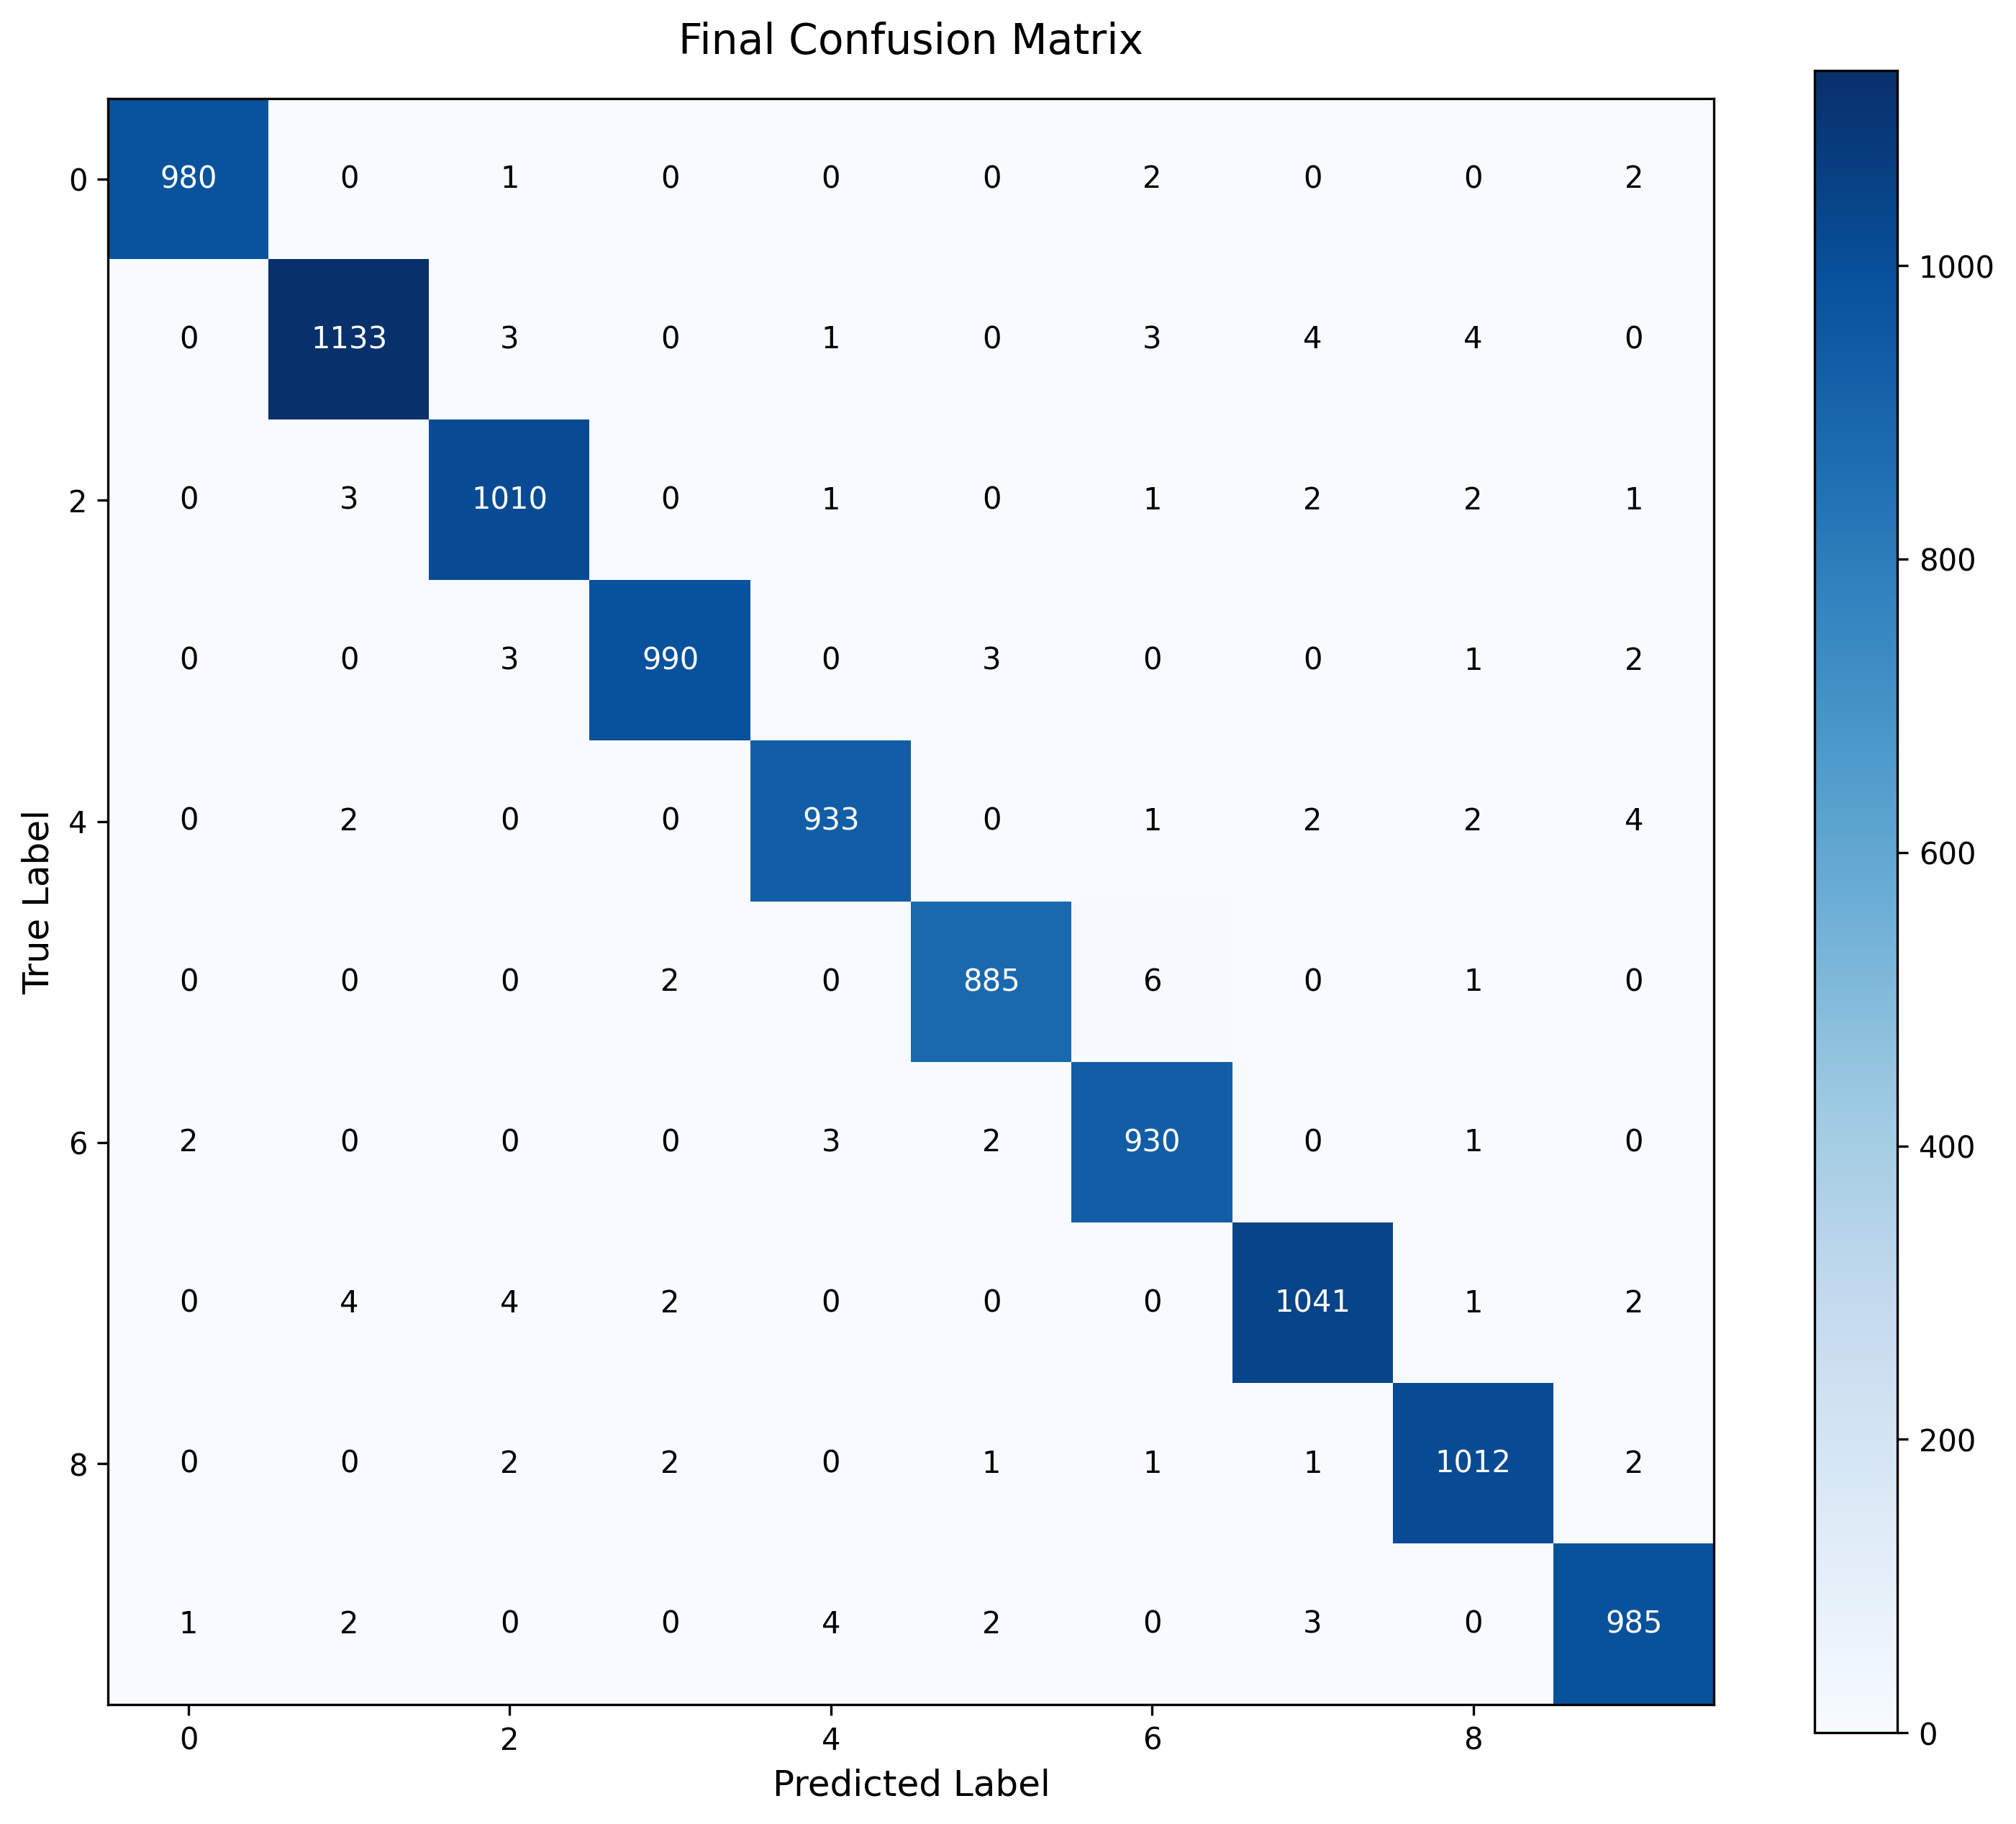 Final Confusion Matrix
0 980 0 1 0 0 0 2 0 0 2
0 1133 3 0 1 0 3 4 4 0
2 0 3 1010 0 1 0 1 2 2 1
0 0 3 990 0 3 0 0 1 2
4 0 2 0 0 933 0 1 2 2 4
0 0 0 2 0 885 6 0 1 0
6 2 0 0 0 3 2 930 0 1 0
0 4 4 2 0 0 0 1041 1 2
8 0 0 2 2 0 1 1 1 1012 2
1 2 0 0 4 2 0 3 0 985
0 2 4 6 8
Predicted Label
True Label
1000
800
600
400
200
0